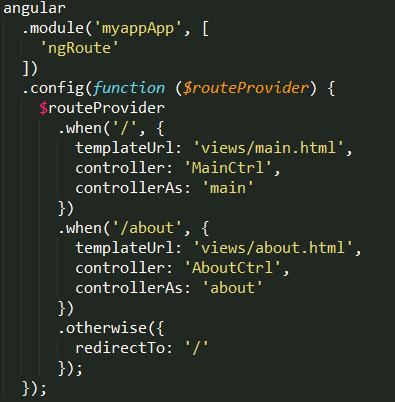 angular
  .module('myappApp', [
    'ngRoute'
  ])
  .config(function ($routeProvider) {
    $routeProvider
      .when('/', {
        templateUrl: 'views/main.html',
        controller: 'MainCtrl',
        controllerAs: 'main'
      })
      .when('/about', {
        templateUrl: 'views/about.html',
        controller: 'AboutCtrl',
        controllerAs: 'about'
      })
      .otherwise({
        redirectTo: '/'
      });
  });